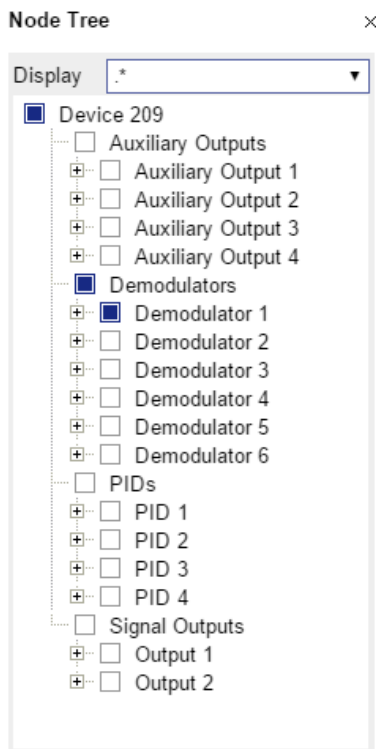 Node Tree
Display .*
Device 209
Auxiliary Outputs
Auxiliary Output 1
Auxiliary Output 2
Auxiliary Output 3
Auxiliary Output 4
Demodulators
Demodulator 1
Demodulator 2
Demodulator 3
Demodulator 4
Demodulator 5
Demodulator 6
PIDs
PID 1
PID 2
PID 3
PID 4
Signal Outputs
Output 1
Output 2